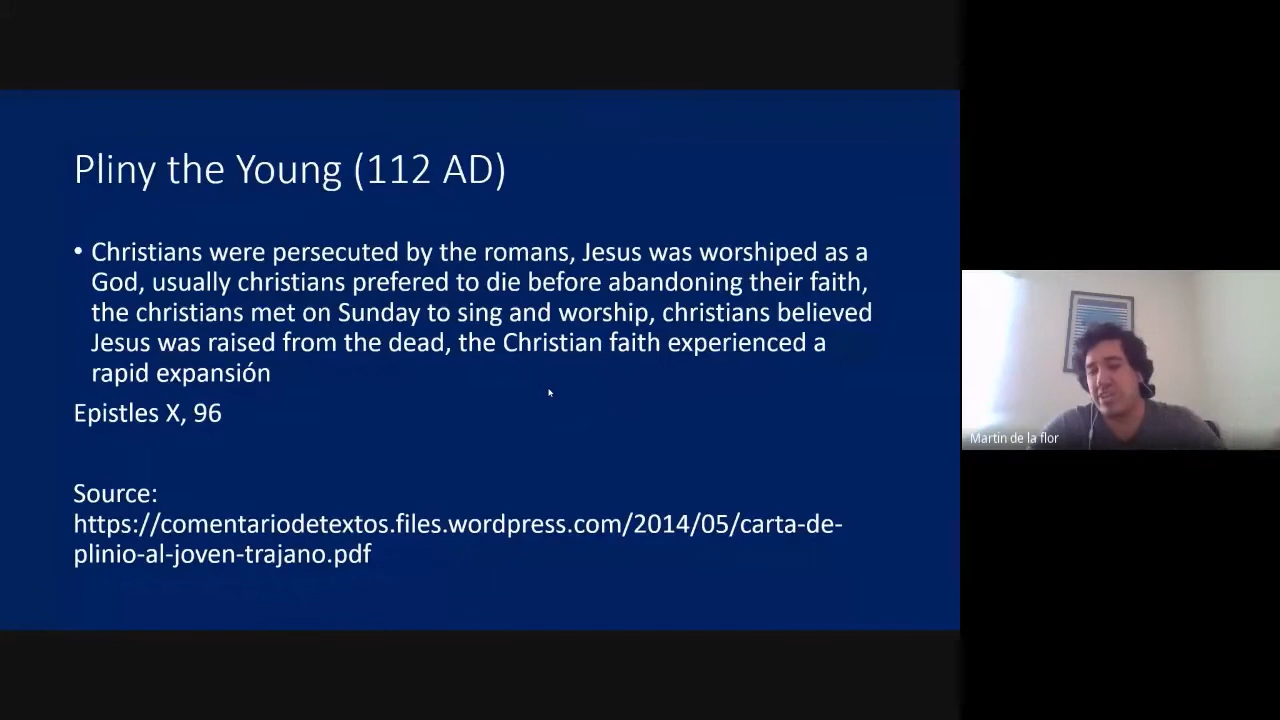 Pliny the Young (112 AD)
• Christians were persecuted by the romans, Jesus was worshiped as a
God, usually christians prefered to die before abandoning their faith,
the christians met on Sunday to sing and worship, christians believed
Jesus was raised from the dead, the Christian faith experienced a
rapid expansión
Epistles X, 96
Source:
https://comentariodetextos.files.wordpress.com/2014/05/carta-de-
plinio-al-joven-trajano.pdf
Martin de la flor